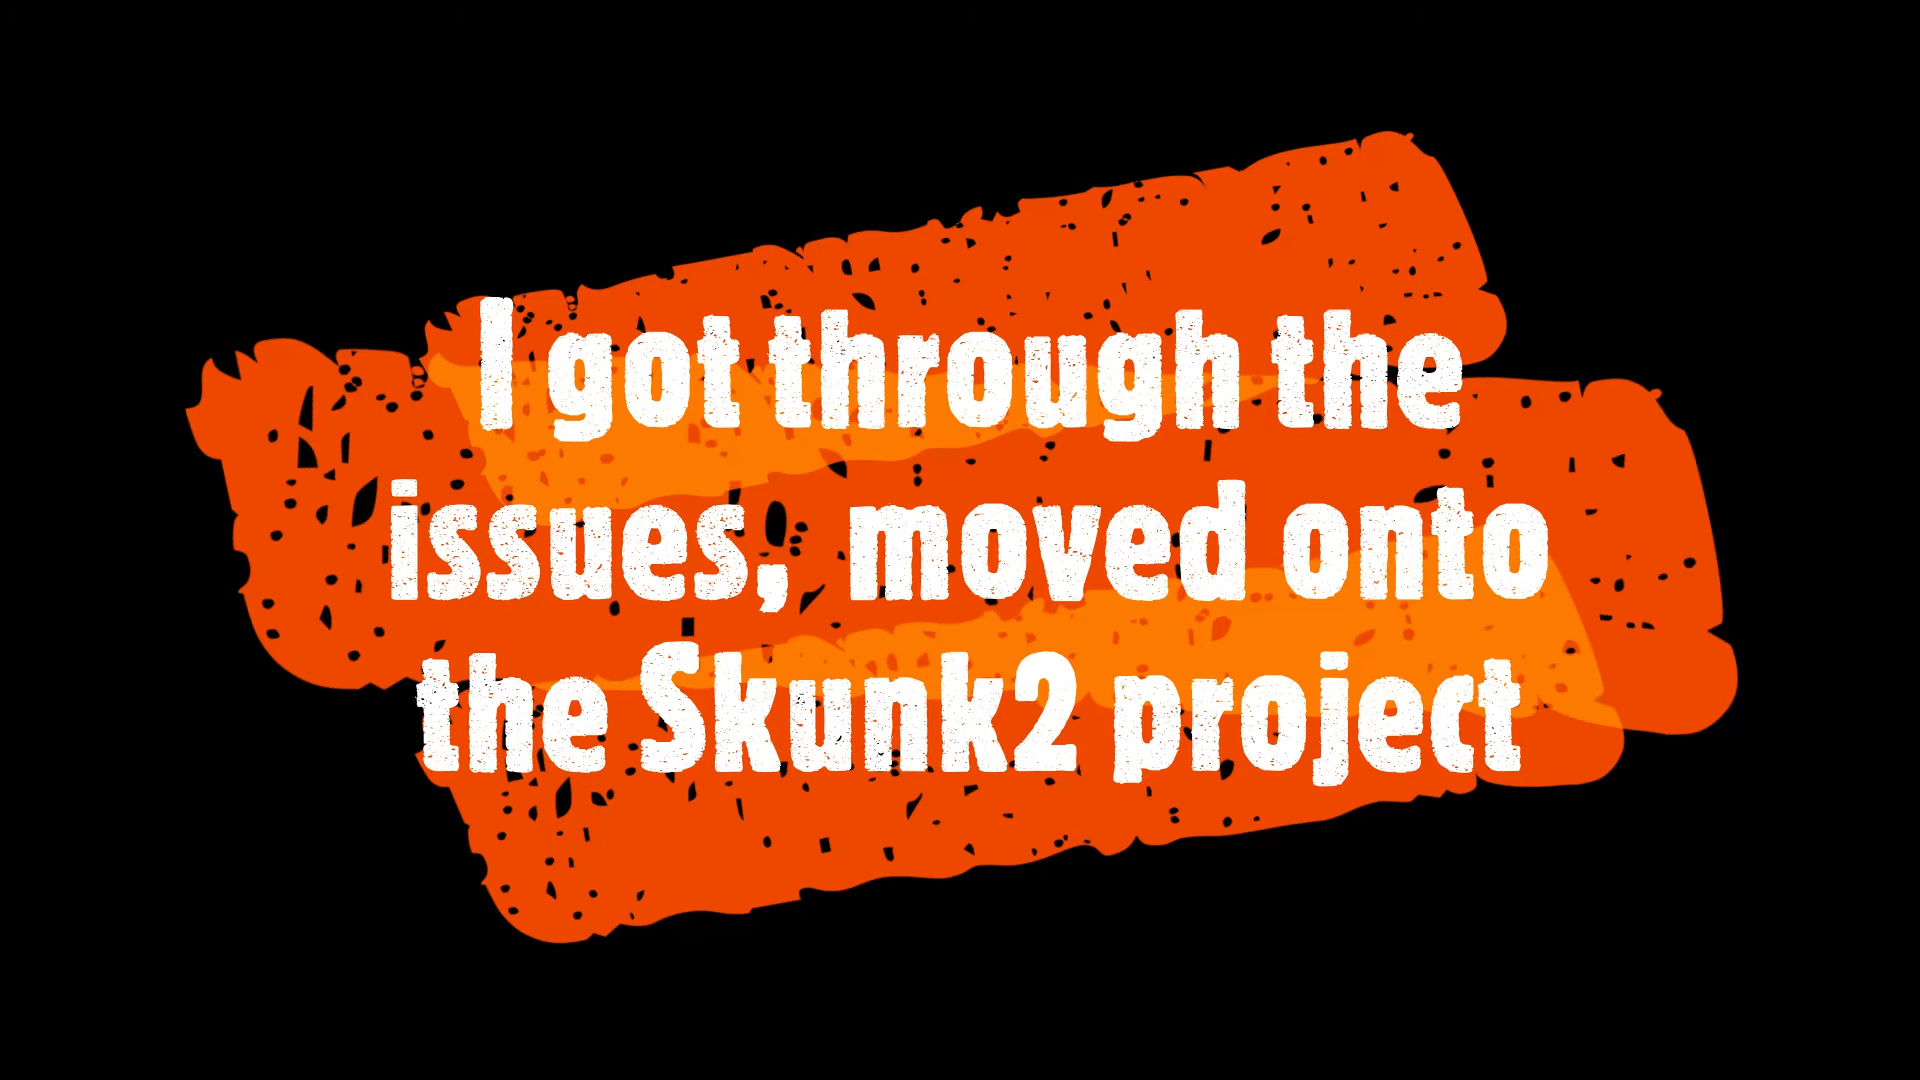 I got through the
issues,  moved onto
the Skunk2 project